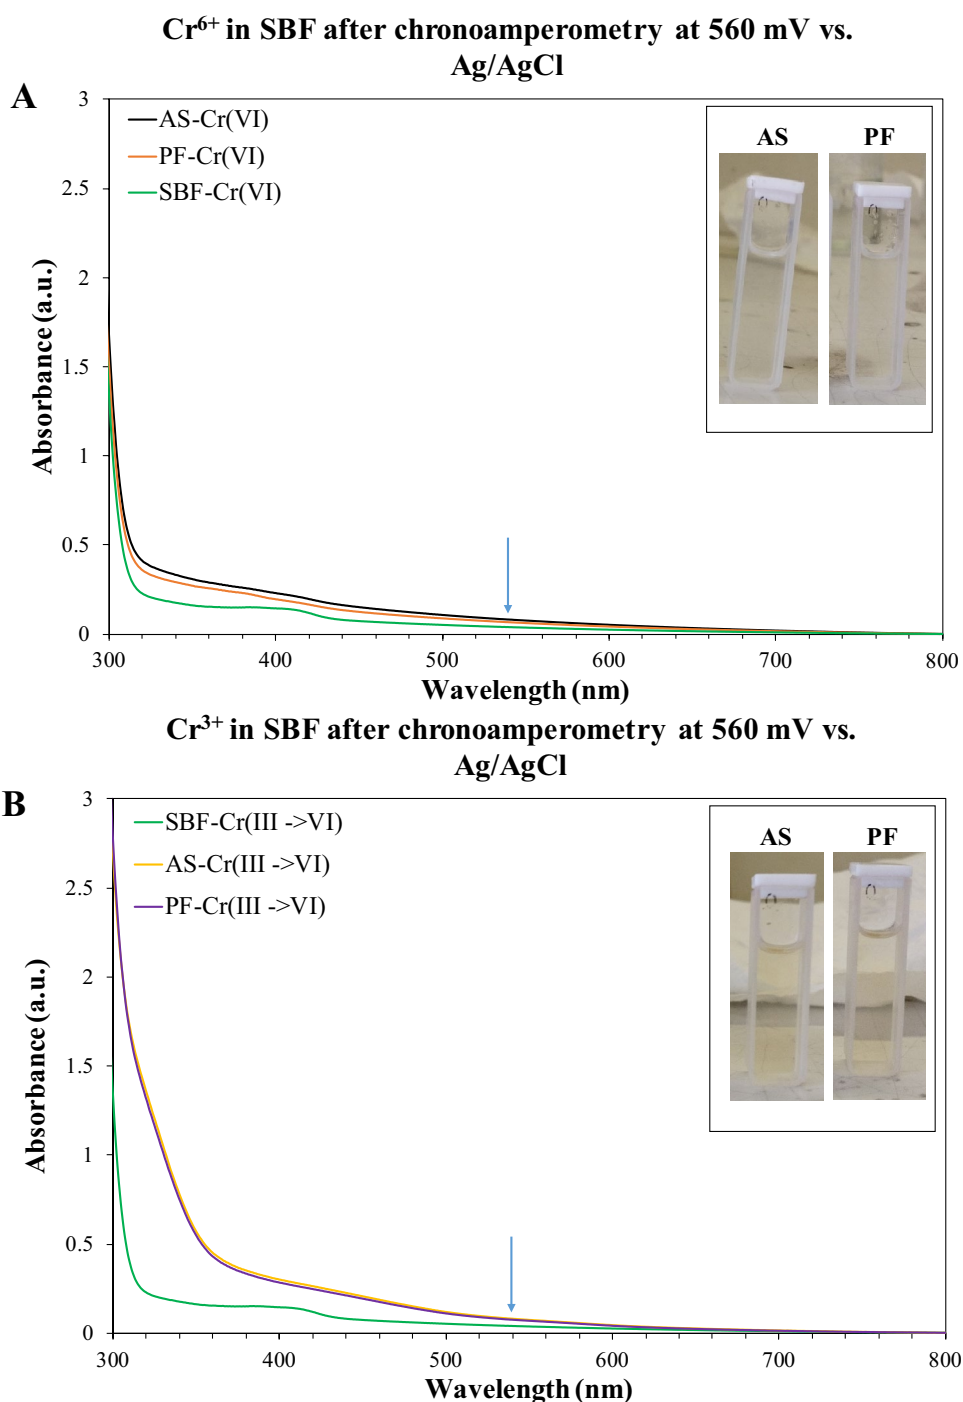 Cr⁶⁺ in SBF after chronoamperometry at 560 mV vs.
Ag/AgCl
A
AS-Cr(VI)
PF-Cr(VI)
SBF-Cr(VI)
AS PF
3
2.5
2
1.5
1
0.5
0
Absorbance (a.u.)
300 400 500 600 700 800
Wavelength (nm)
Cr³⁺ in SBF after chronoamperometry at 560 mV vs.
Ag/AgCl
B
SBF-Cr(III ->VI)
AS-Cr(III ->VI)
PF-Cr(III ->VI)
AS PF
3
2.5
2
1.5
1
0.5
0
Absorbance (a.u.)
300 400 500 600 700 800
Wavelength (nm)